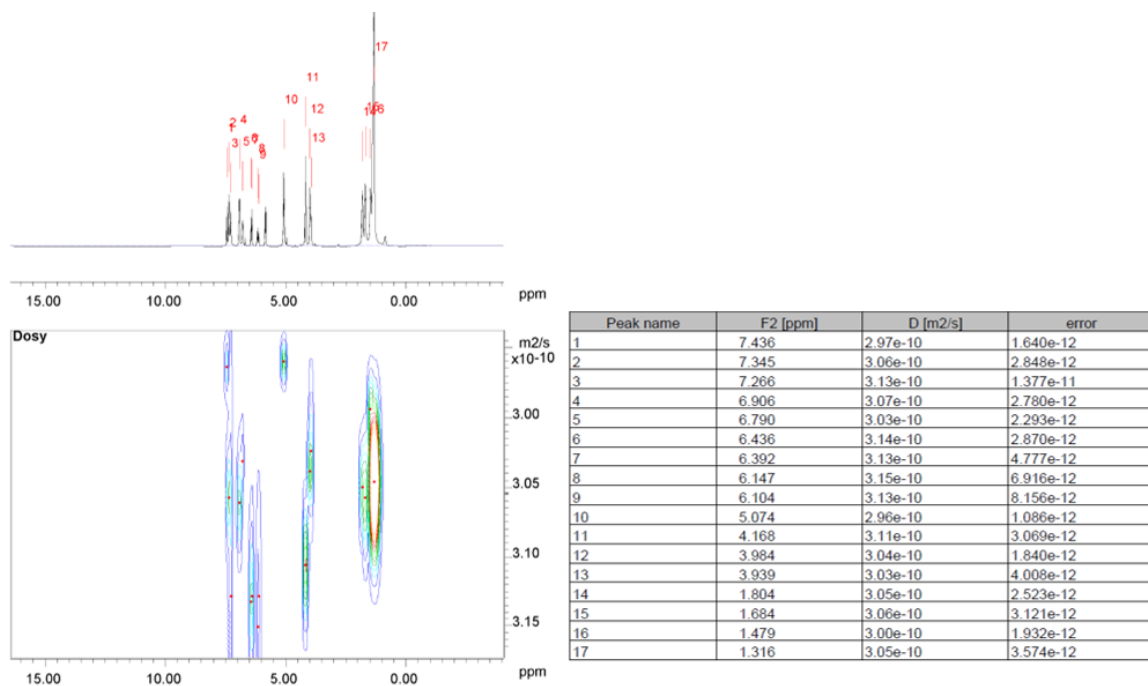 17
11
10
12
2
4
13
1
3
5
8
9
15.00
10.00
5.00
0.00
ppm
Dosy
m2/s
x10-10
3.00
3.05
3.10
3.15
15.00
10.00
5.00
0.00
ppm
Peak name F2 [ppm] D [m2/s] error
1 7.436 2.97e-10 1.640e-12
2 7.345 3.06e-10 2.848e-12
3 7.266 3.13e-10 1.377e-11
4 6.906 3.07e-10 2.780e-12
5 6.790 3.03e-10 2.293e-12
6 6.436 3.14e-10 2.870e-12
7 6.392 3.13e-10 4.777e-12
8 6.147 3.15e-10 6.916e-12
9 6.104 3.13e-10 8.156e-12
10 5.074 2.96e-10 1.086e-12
11 4.168 3.11e-10 3.069e-12
12 3.984 3.04e-10 1.840e-12
13 3.939 3.03e-10 4.008e-12
14 1.804 3.05e-10 2.523e-12
15 1.684 3.06e-10 3.121e-12
16 1.479 3.00e-10 1.932e-12
17 1.316 3.05e-10 3.574e-12